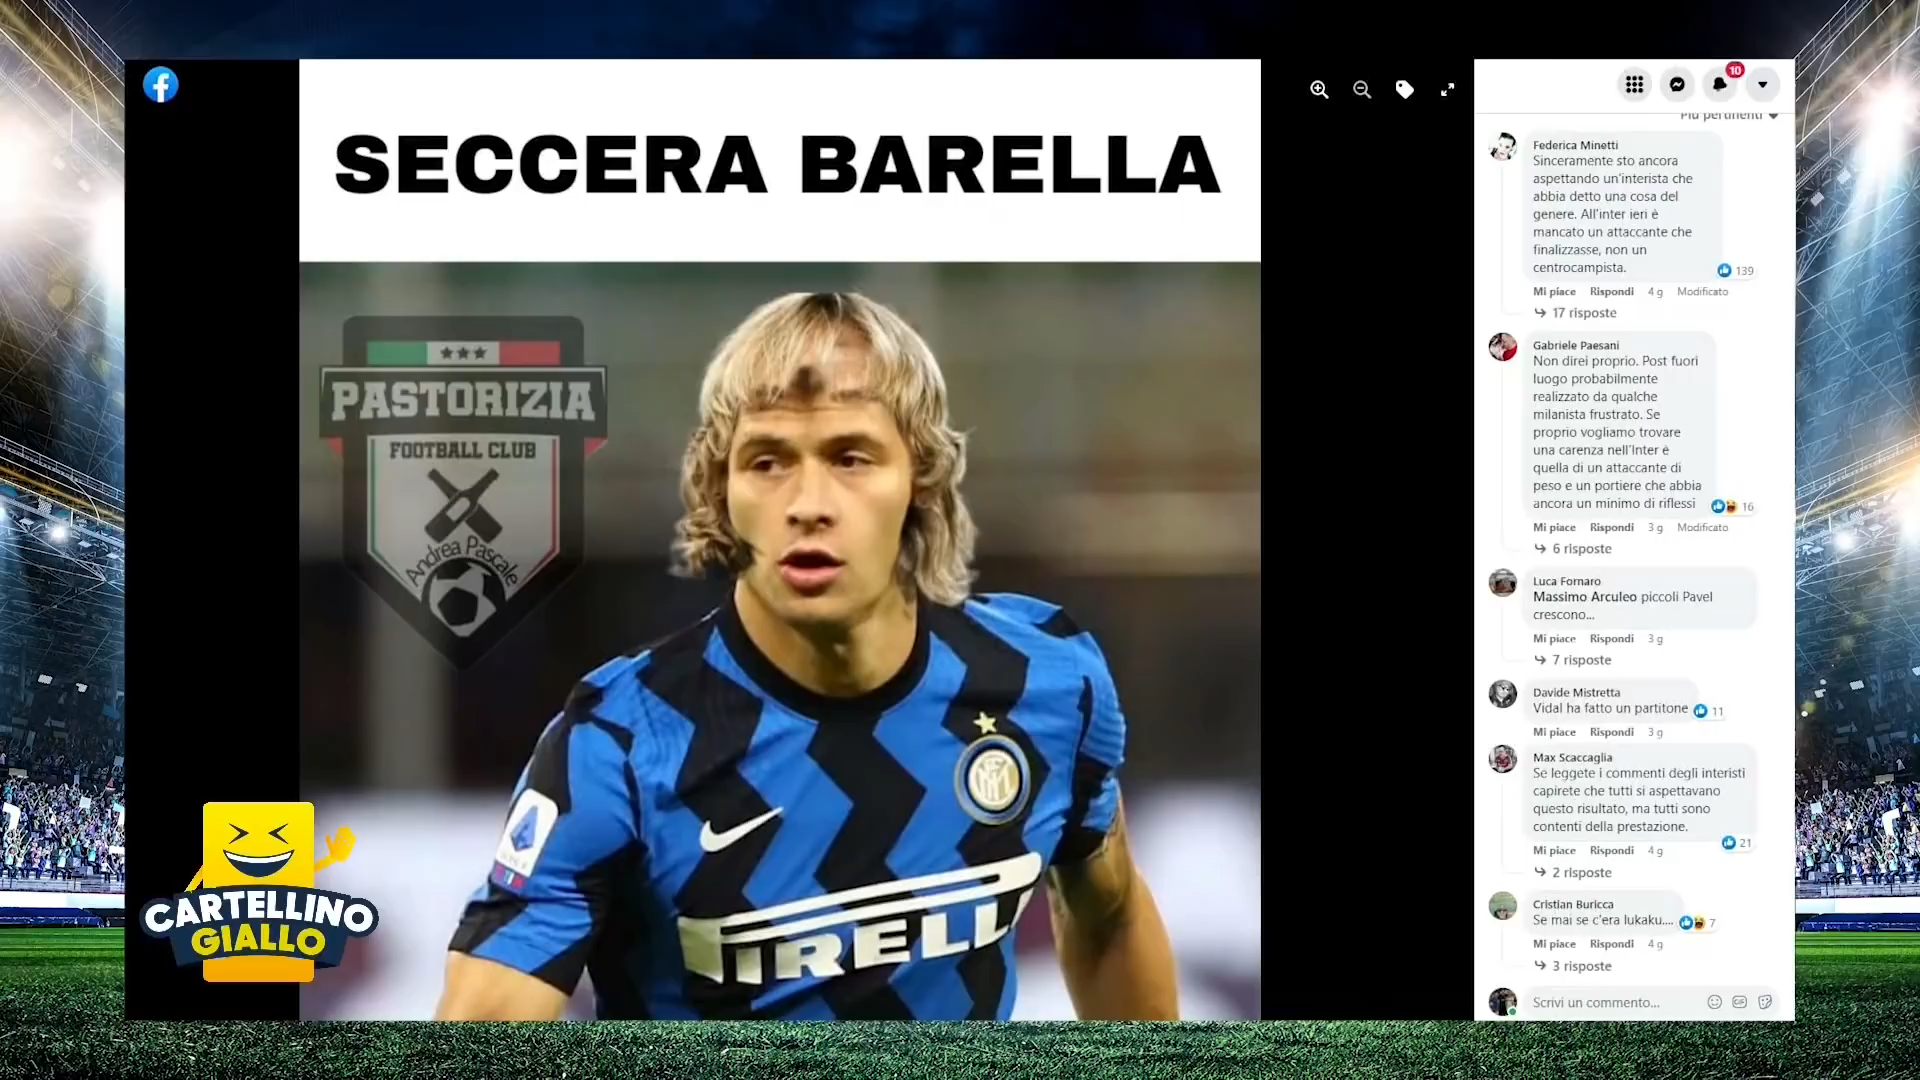 SECCERA BARELLA
PASTORIZIA
FOOTBALL CLUB
Andrea Pascale
PIRELLI
CARTELLINO
GIALLO
10
Più pertinenti
Federica Minetti
Sinceramente sto ancora
aspettando un'interista che
abbia detto una cosa del
genere. All'inter ieri è
mancato un attaccante che
finalizzasse, non un
centrocampista.
139
Mi piace Rispondi 4 g Modificato
17 risposte
Gabriele Paesani
Non direi proprio. Post fuori
luogo probabilmente
realizzato da qualche
milanista frustrato. Se
proprio vogliamo trovare
una carenza nell'Inter è
quella di un attaccante di
peso e un portiere che abbia
ancora un minimo di riflessi
16
Mi piace Rispondi 3 g Modificato
6 risposte
Luca Fornaro
Massimo Arculeo piccoli Pavel
crescono...
Mi piace Rispondi 3 g
7 risposte
Davide Mistretta
Vidal ha fatto un partitone
11
Mi piace Rispondi 3 g
Max Scaccaglia
Se leggete i commenti degli interisti
capirete che tutti si aspettavano
questo risultato, ma tutti sono
contenti della prestazione.
21
Mi piace Rispondi 4 g
2 risposte
Cristian Buricca
Se mai se c'era lukaku....
7
Mi piace Rispondi 4 g
3 risposte
Scrivi un commento...
GIF